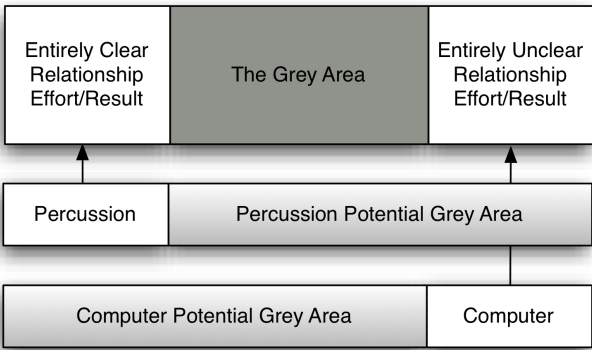 Entirely Clear
Relationship
Effort/Result
The Grey Area
Entirely Unclear
Relationship
Effort/Result
Percussion
Percussion Potential Grey Area
Computer Potential Grey Area
Computer